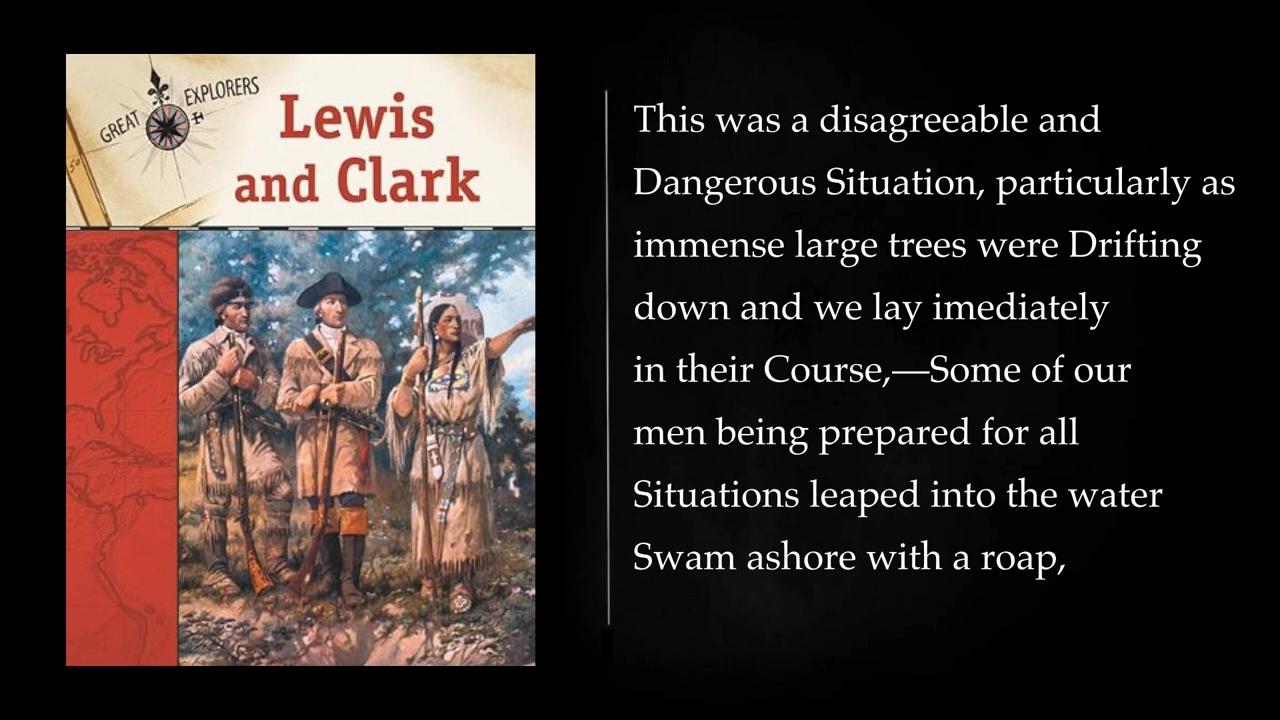 GREAT EXPLORERS
Lewis
and Clark
50
This was a disagreeable and
Dangerous Situation, particularly as
immense large trees were Drifting
down and we lay imediately
in their Course,—Some of our
men being prepared for all
Situations leaped into the water
Swam ashore with a roap,